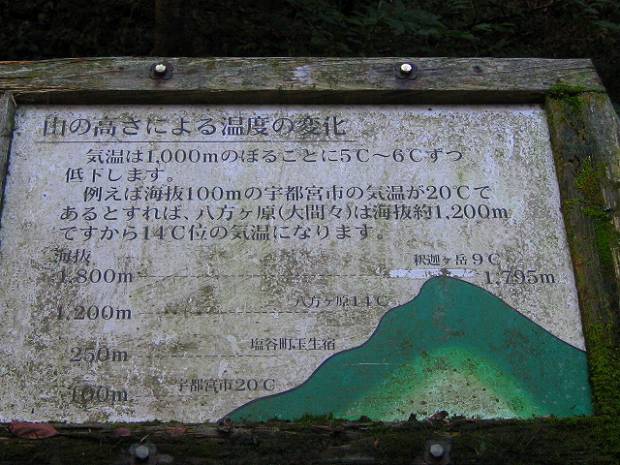 山の高さによる温度の変化
気温は1,000mのぼるごとに5℃～6℃ずつ
低下します。
例えば海抜100mの宇都宮市の気温が20℃で
あるとすれば、八方ヶ原(大間々)は海抜約1,200m
ですから14℃位の気温になります。
海抜
釈迦ヶ岳9℃
1,800m
1,795m
八方ヶ原14℃
1,200m
塩谷町玉生宿
250m
宇都宮市20℃
100m